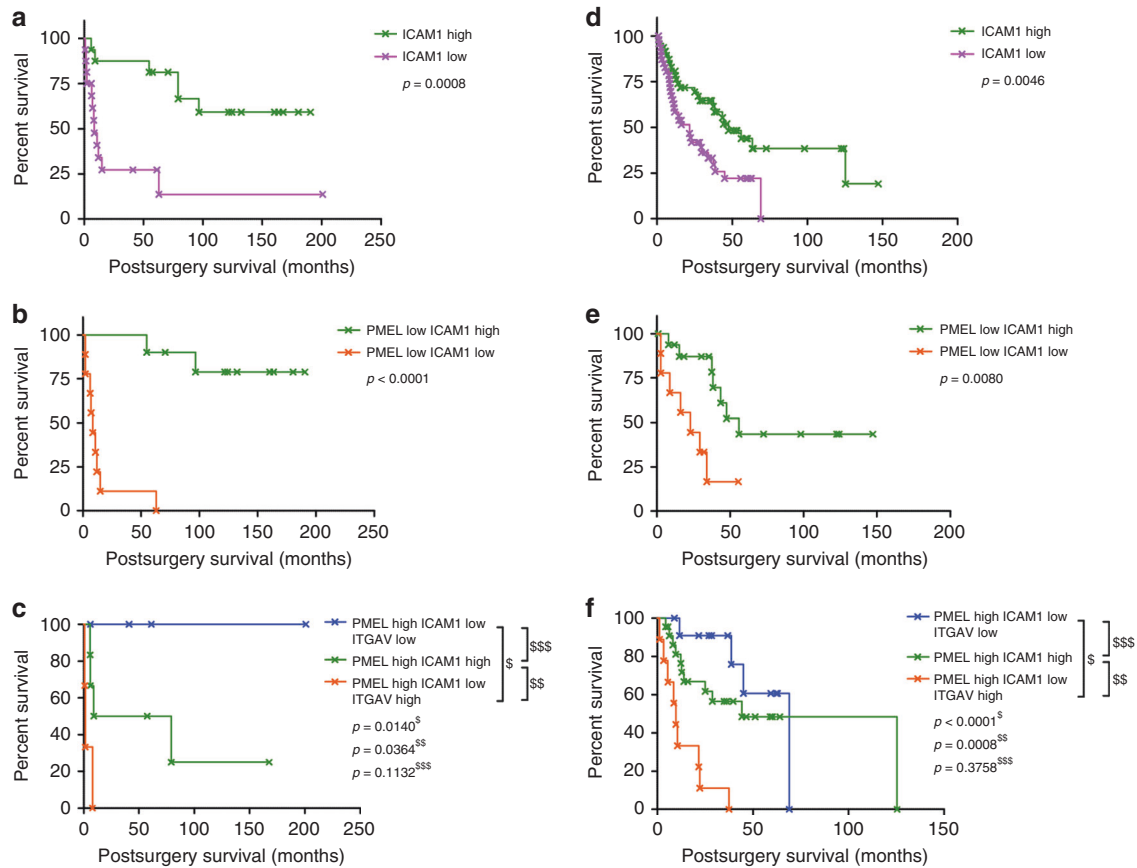 a
Percent survival
100
75
50
25
0
0 50 100 150 200 250
Postsurgery survival (months)
ICAM1 high
ICAM1 low
p = 0.0008
d
Percent survival
100
75
50
25
0
0 50 100 150 200
Postsurgery survival (months)
ICAM1 high
ICAM1 low
p = 0.0046
b
Percent survival
100
75
50
25
0
0 50 100 150 200 250
Postsurgery survival (months)
PMEL low ICAM1 high
PMEL low ICAM1 low
p < 0.0001
e
Percent survival
100
75
50
25
0
0 50 100 150 200
Postsurgery survival (months)
PMEL low ICAM1 high
PMEL low ICAM1 low
p = 0.0080
c
Percent survival
100
80
60
40
20
0
0 50 100 150 200 250
Postsurgery survival (months)
PMEL high ICAM1 low
ITGAV low
PMEL high ICAM1 high
PMEL high ICAM1 low
ITGAV high
$
$$$
$$
p = 0.0140$
p = 0.0364$$
p = 0.1132$$$
f
Percent survival
100
80
60
40
20
0
0 50 100 150
Postsurgery survival (months)
PMEL high ICAM1 low
ITGAV low
PMEL high ICAM1 high
PMEL high ICAM1 low
ITGAV high
$
$$$
$$
p < 0.0001$
p = 0.0008$$
p = 0.3758$$$